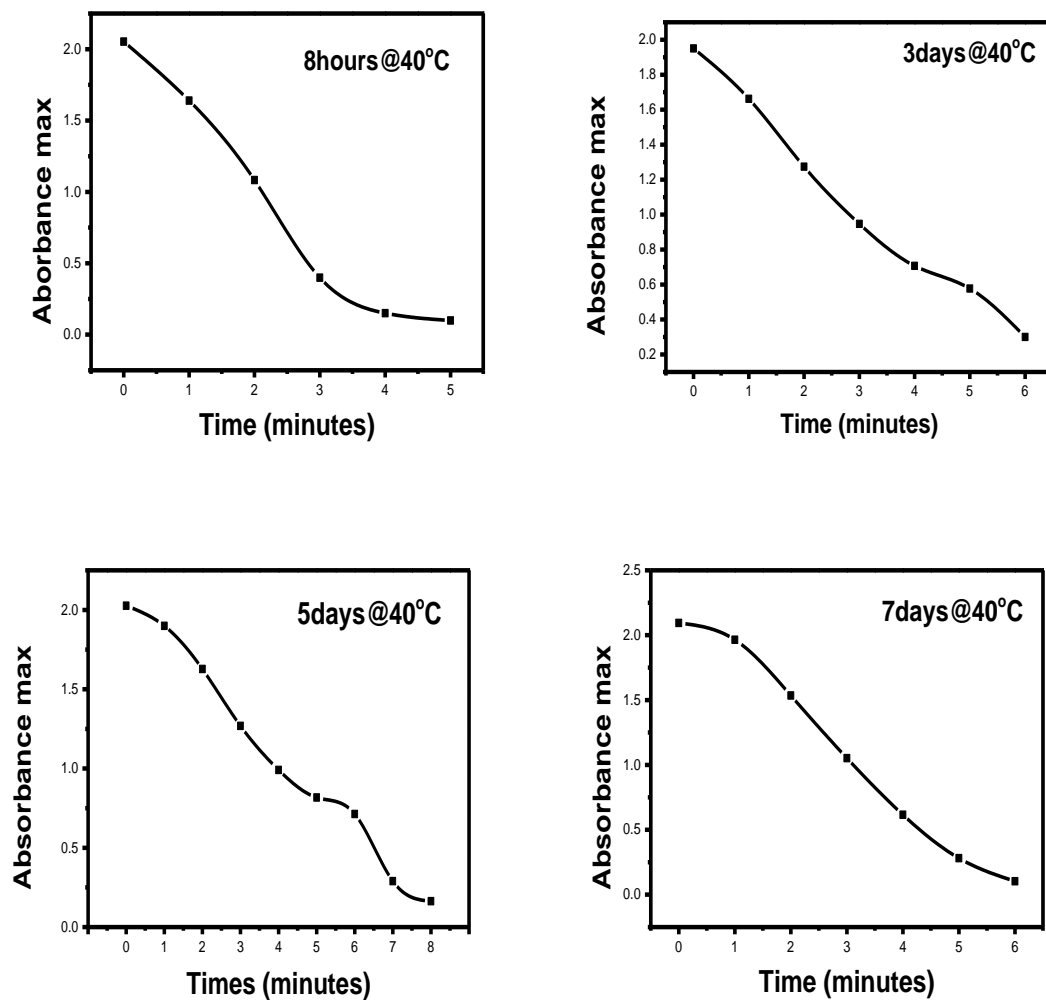 8hours@40°C
Aborbance max
2.0
1.5
1.0
0.5
0.0
0 1 2 3 4 5
Time (minutes)
3days@40°C
Absorbance max
2.0
1.8
1.6
1.4
1.2
1.0
0.8
0.6
0.4
0.2
0 1 2 3 4 5 6
Time (minutes)
5days@40°C
Absorbance max
2.0
1.5
1.0
0.5
0.0
0 1 2 3 4 5 6 7 8
Times (minutes)
7days@40°C
Absorbance max
2.5
2.0
1.5
1.0
0.5
0.0
0 1 2 3 4 5 6
Time (minutes)